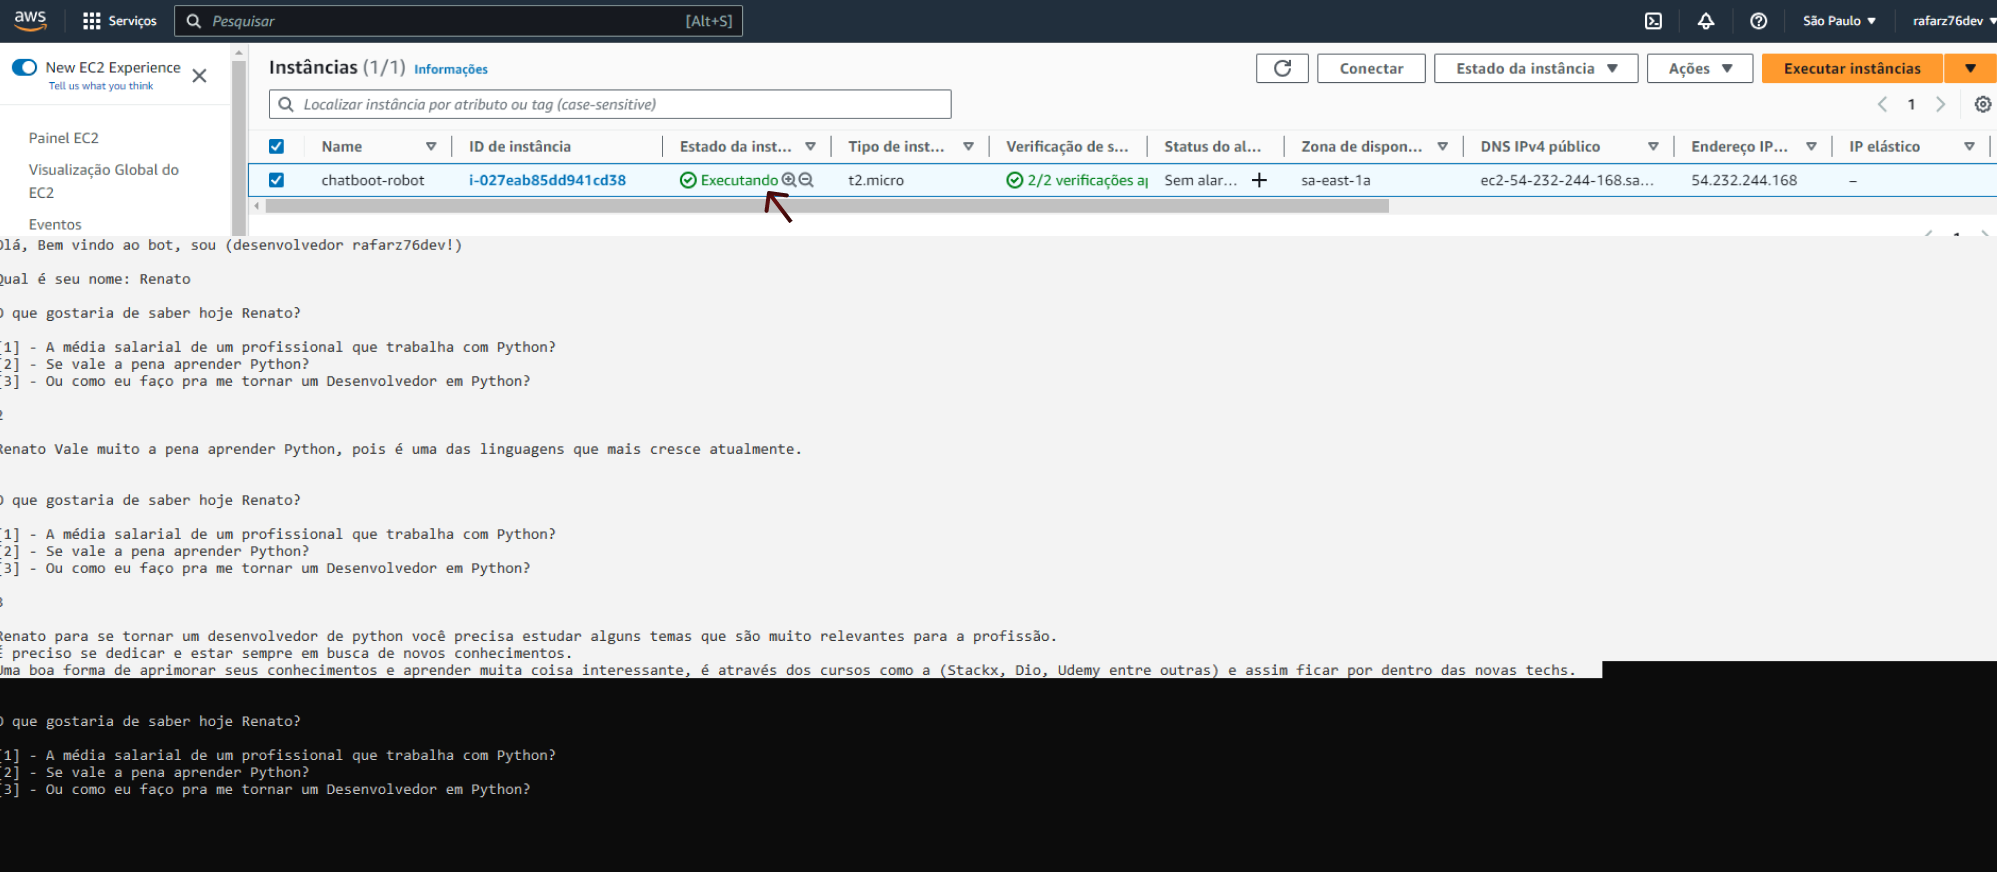 aws Serviços Pesquisar [Alt+S] São Paulo rafarz76dev
New EC2 Experience
Tell us what you think
Painel EC2
Visualização Global do
EC2
Eventos
Instâncias (1/1) Informações Conectar Estado da instância Ações Executar instâncias
Localizar instância por atributo ou tag (case-sensitive) 1
Name ID de instância Estado da inst... Tipo de inst... Verificação de s... Status do al... Zona de dispon... DNS IPv4 público Endereço IP... IP elástico
chatboot-robot i-027eab85dd941cd38 Executando t2.micro 2/2 verificações Sem alar... + sa-east-1a ec2-54-232-244-168.sa... 54.232.244.168 –
Olá, Bem vindo ao bot, sou (desenvolvedor rafarz76dev!)
Qual é seu nome: Renato
O que gostaria de saber hoje Renato?
[1] - A média salarial de um profissional que trabalha com Python?
[2] - Se vale a pena aprender Python?
[3] - Ou como eu faço pra me tornar um Desenvolvedor em Python?
2
Renato Vale muito a pena aprender Python, pois é uma das linguagens que mais cresce atualmente.
O que gostaria de saber hoje Renato?
[1] - A média salarial de um profissional que trabalha com Python?
[2] - Se vale a pena aprender Python?
[3] - Ou como eu faço pra me tornar um Desenvolvedor em Python?
3
Renato para se tornar um desenvolvedor de python você precisa estudar alguns temas que são muito relevantes para a profissão.
É preciso se dedicar e estar sempre em busca de novos conhecimentos.
Uma boa forma de aprimorar seus conhecimentos e aprender muita coisa interessante, é através dos cursos como a (Stackx, Dio, Udemy entre outras) e assim ficar por dentro das novas techs.
O que gostaria de saber hoje Renato?
[1] - A média salarial de um profissional que trabalha com Python?
[2] - Se vale a pena aprender Python?
[3] - Ou como eu faço pra me tornar um Desenvolvedor em Python?